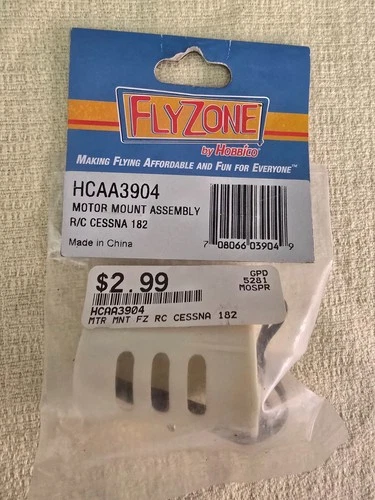 FLYZONE
by HOBBICO
MAKING FLYING AFFORDABLE AND FUN FOR EVERYONE™
HCAA3904
MOTOR MOUNT ASSEMBLY
R/C CESSNA 182
Made in China
7 08066 03904 9
$2.99
GPD
5281
MOSPR
HCAA3904
MTR MNT FZ RC CESSNA 182